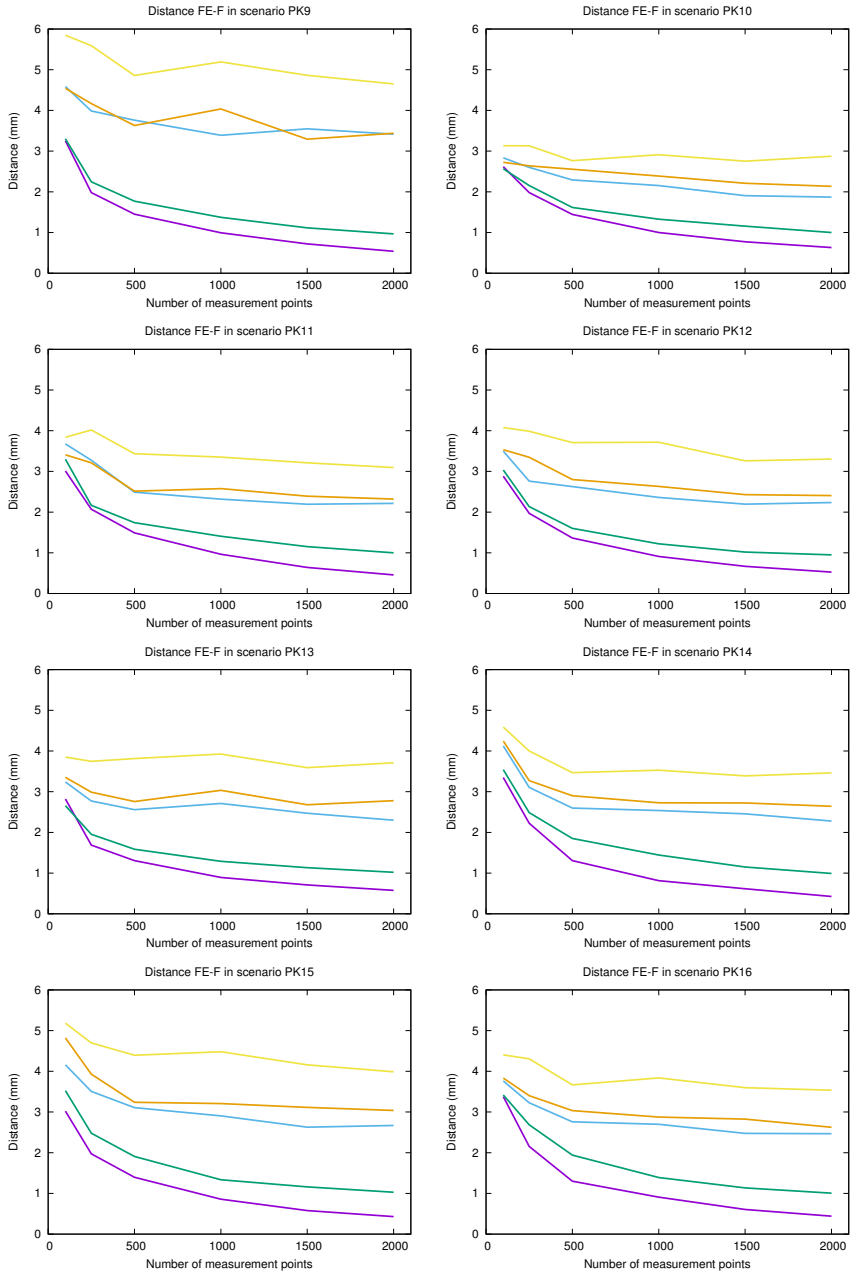 Distance FE-F in scenario PK9
6
5
4
3
2
1
0
Distance (mm)
0 500 1000 1500 2000
Number of measurement points
Distance FE-F in scenario PK10
6
5
4
3
2
1
0
Distance (mm)
0 500 1000 1500 2000
Number of measurement points
Distance FE-F in scenario PK11
6
5
4
3
2
1
0
Distance (mm)
0 500 1000 1500 2000
Number of measurement points
Distance FE-F in scenario PK12
6
5
4
3
2
1
0
Distance (mm)
0 500 1000 1500 2000
Number of measurement points
Distance FE-F in scenario PK13
6
5
4
3
2
1
0
Distance (mm)
0 500 1000 1500 2000
Number of measurement points
Distance FE-F in scenario PK14
6
5
4
3
2
1
0
Distance (mm)
0 500 1000 1500 2000
Number of measurement points
Distance FE-F in scenario PK15
6
5
4
3
2
1
0
Distance (mm)
0 500 1000 1500 2000
Number of measurement points
Distance FE-F in scenario PK16
6
5
4
3
2
1
0
Distance (mm)
0 500 1000 1500 2000
Number of measurement points